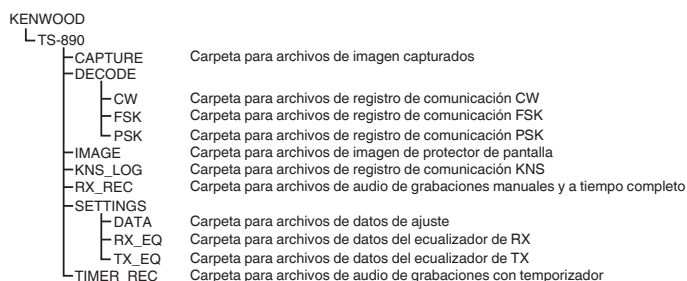 KENWOOD
TS-890
CAPTURE Carpeta para archivos de imagen capturados
DECODE
CW Carpeta para archivos de registro de comunicación CW
FSK Carpeta para archivos de registro de comunicación FSK
PSK Carpeta para archivos de registro de comunicación PSK
IMAGE Carpeta para archivos de imagen de protector de pantalla
KNS_LOG Carpeta para archivos de registro de comunicación KNS
RX_REC Carpeta para archivos de audio de grabaciones manuales y a tiempo completo
SETTINGS
DATA Carpeta para archivos de datos de ajuste
RX_EQ Carpeta para archivos de datos del ecualizador de RX
TX_EQ Carpeta para archivos de datos del ecualizador de TX
TIMER_REC Carpeta para archivos de audio de grabaciones con temporizador